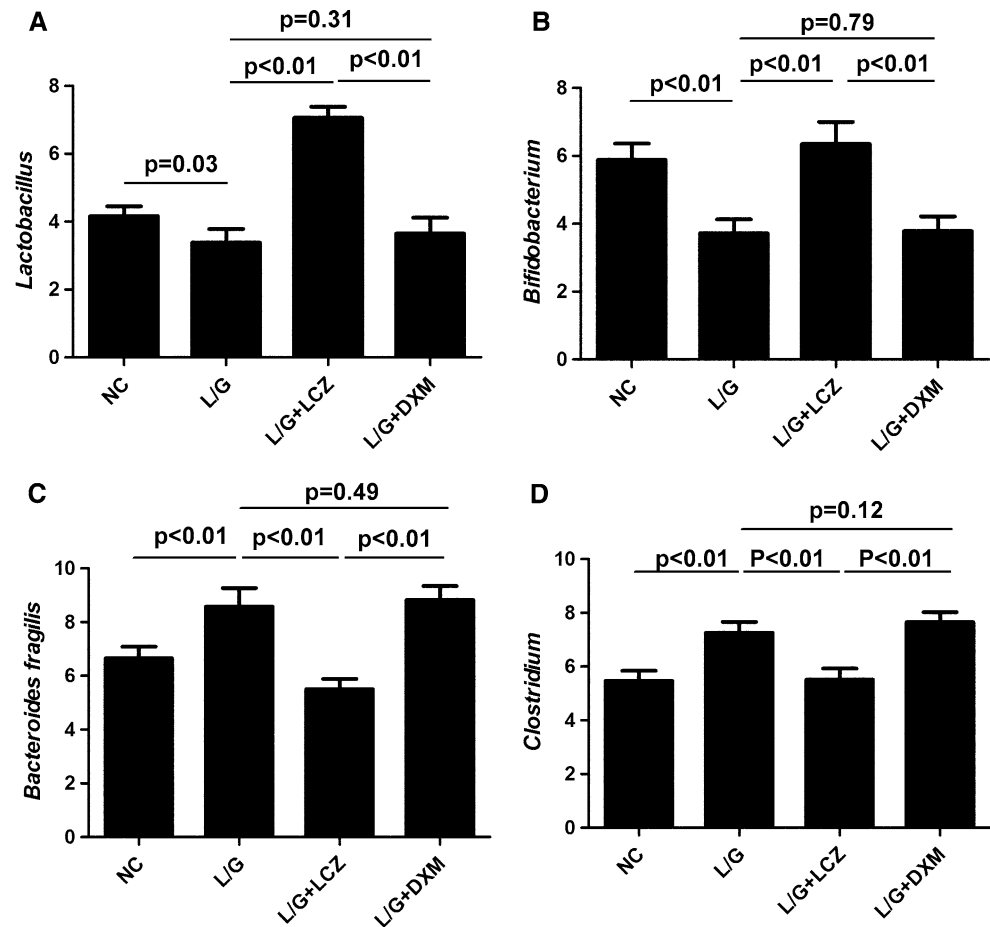 A
p=0.31
p<0.01
p<0.01
p=0.03
Lactobacillus
8
6
4
2
0
NC
L/G
L/G+LCZ
L/G+DXM
B
p=0.79
p<0.01
p<0.01
p<0.01
Bifidobacterium
8
6
4
2
0
NC
L/G
L/G+LCZ
L/G+DXM
C
p=0.49
p<0.01
p<0.01
p<0.01
Bacteroides fragilis
10
8
6
4
2
0
NC
L/G
L/G+LCZ
L/G+DXM
D
p=0.12
p<0.01
P<0.01
P<0.01
Clostridium
10
8
6
4
2
0
NC
L/G
L/G+LCZ
L/G+DXM